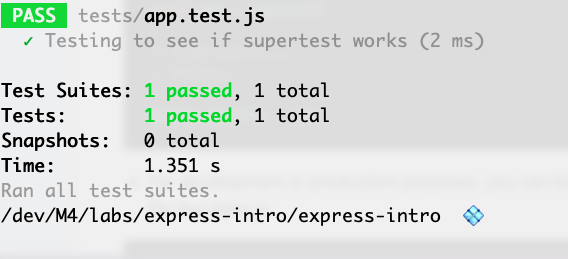 PASS tests/app.test.js
✓ Testing to see if supertest works (2 ms)
Test Suites: 1 passed, 1 total
Tests: 1 passed, 1 total
Snapshots: 0 total
Time: 1.351 s
Ran all test suites.
/dev/M4/labs/express-intro/express-intro 💠